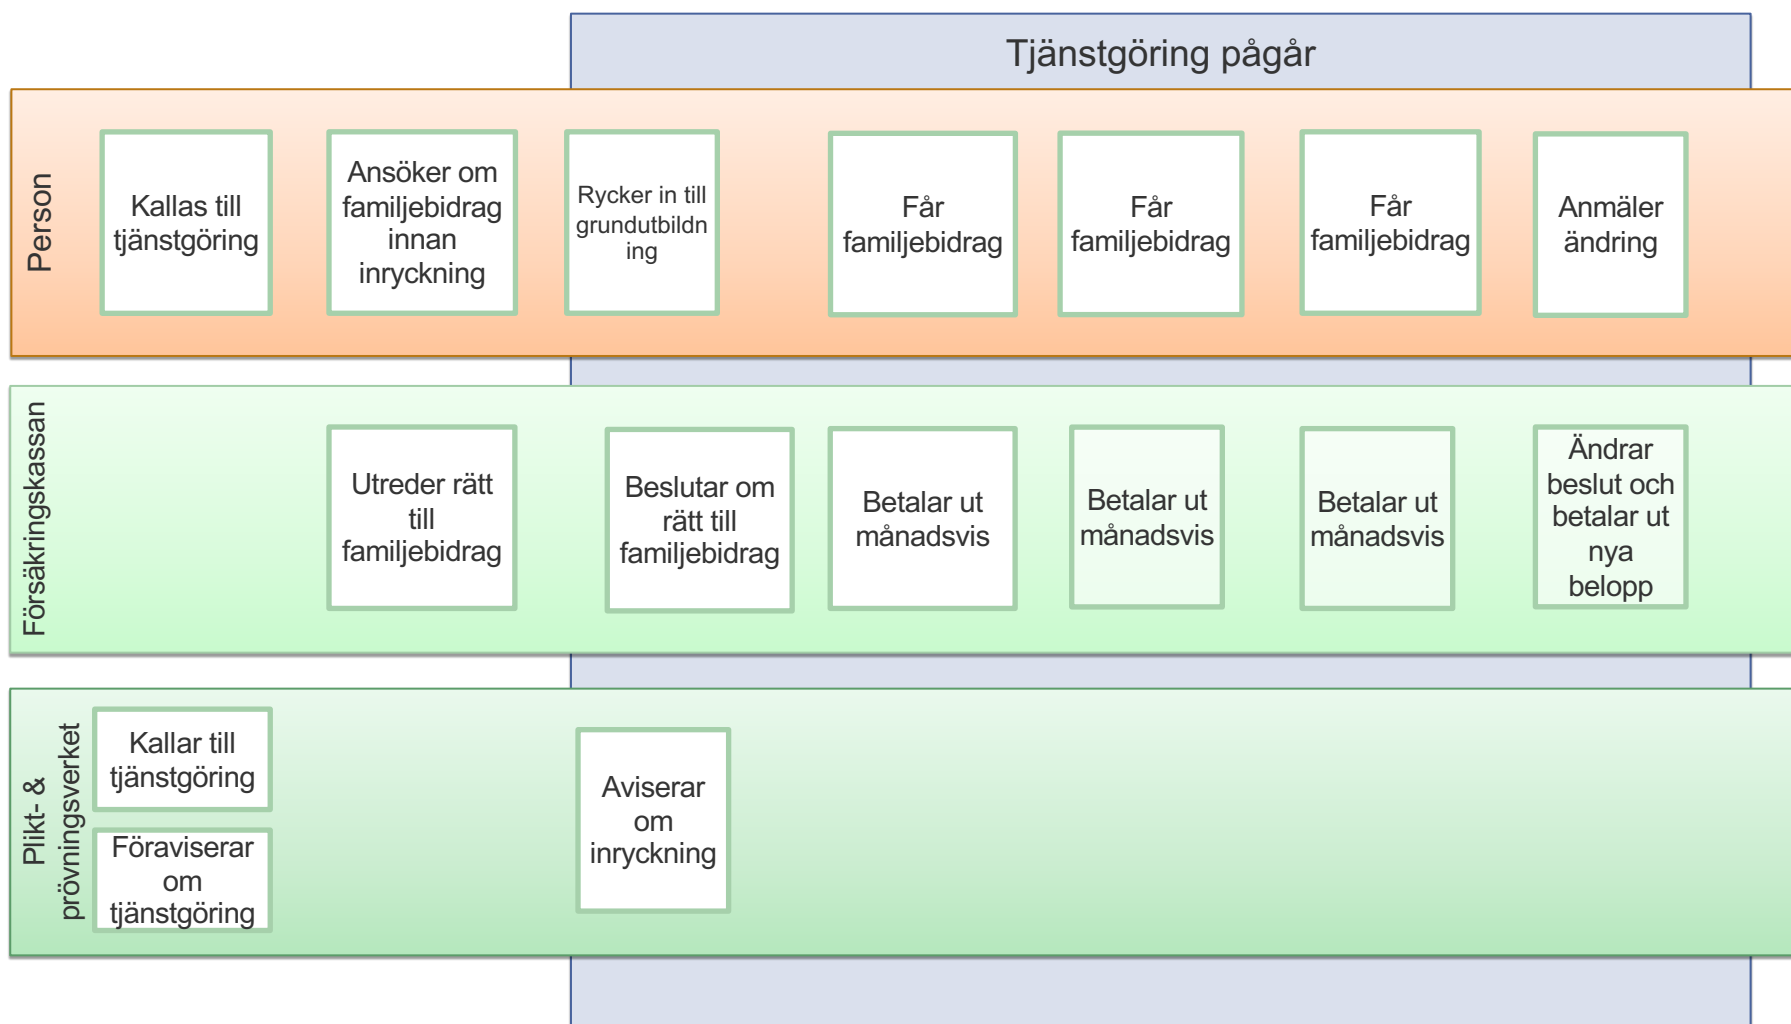 Tjänstgöring pågår
Person
Kallas till
tjänstgöring
Ansöker om
familjebidrag
innan
inryckning
Rycker in till
grundutbildn
ing
Får
familjebidrag
Får
familjebidrag
Får
familjebidrag
Anmäler
ändring
Försäkringskassan
Utreder rätt
till
familjebidrag
Beslutar om
rätt till
familjebidrag
Betalar ut
månadsvis
Betalar ut
månadsvis
Betalar ut
månadsvis
Ändrar
beslut och
betalar ut
nya
belopp
Plikt- &
prövningsverket
Kallar till
tjänstgöring
Föraviserar
om
tjänstgöring
Aviserar
om
inryckning